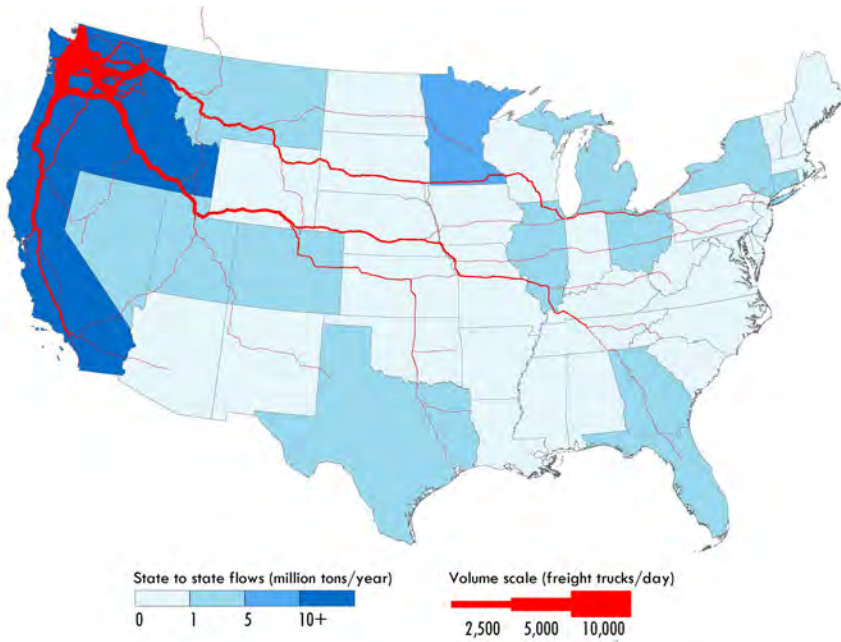 State to state flows (million tons/year)
0 1 5 10+
Volume scale (freight trucks/day)
2,500 5,000 10,000